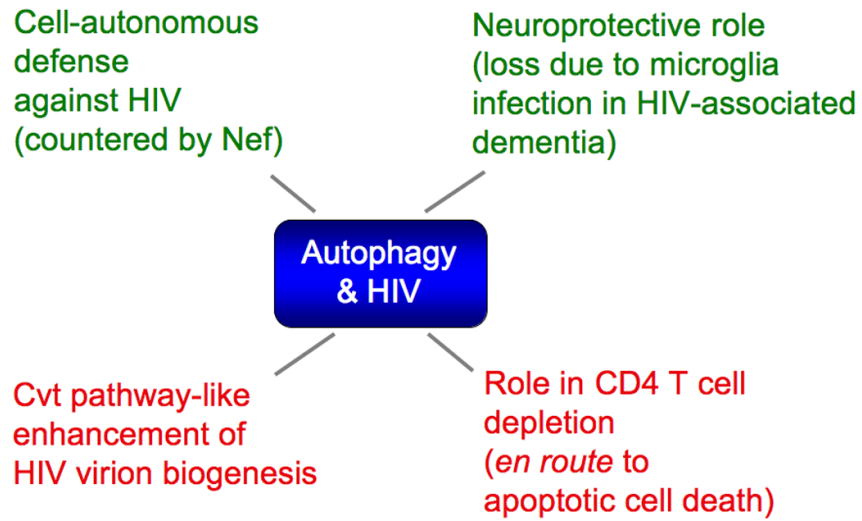 Cell-autonomous
defense
against HIV
(countered by Nef)
Neuroprotective role
(loss due to microglia
infection in HIV-associated
dementia)
Autophagy
& HIV
Cvt pathway-like
enhancement of
HIV virion biogenesis
Role in CD4 T cell
depletion
(en route to
apoptotic cell death)